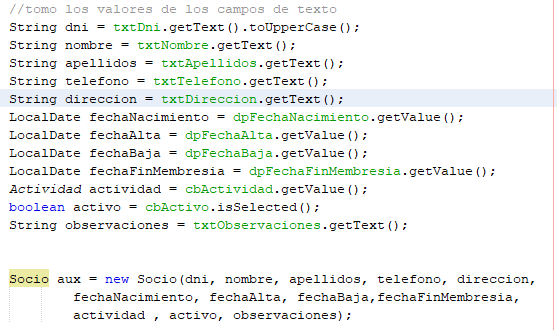 //tomo los valores de los campos de texto
String dni = txtDni.getText().toUpperCase();
String nombre = txtNombre.getText();
String apellidos = txtApellidos.getText();
String telefono = txtTelefono.getText();
String direccion = txtDireccion.getText();
LocalDate fechaNacimiento = dpFechaNacimiento.getValue();
LocalDate fechaAlta = dpFechaAlta.getValue();
LocalDate fechaBaja = dpFechaBaja.getValue();
LocalDate fechaFinMembresia = dpFechaFinMembresia.getValue();
Actividad actividad = cbActividad.getValue();
boolean activo = cbActivo.isSelected();
String observaciones = txtObservaciones.getText();
Socio aux = new Socio(dni, nombre, apellidos, telefono, direccion,
fechaNacimiento, fechaAlta, fechaBaja,fechaFinMembresia,
actividad , activo, observaciones);